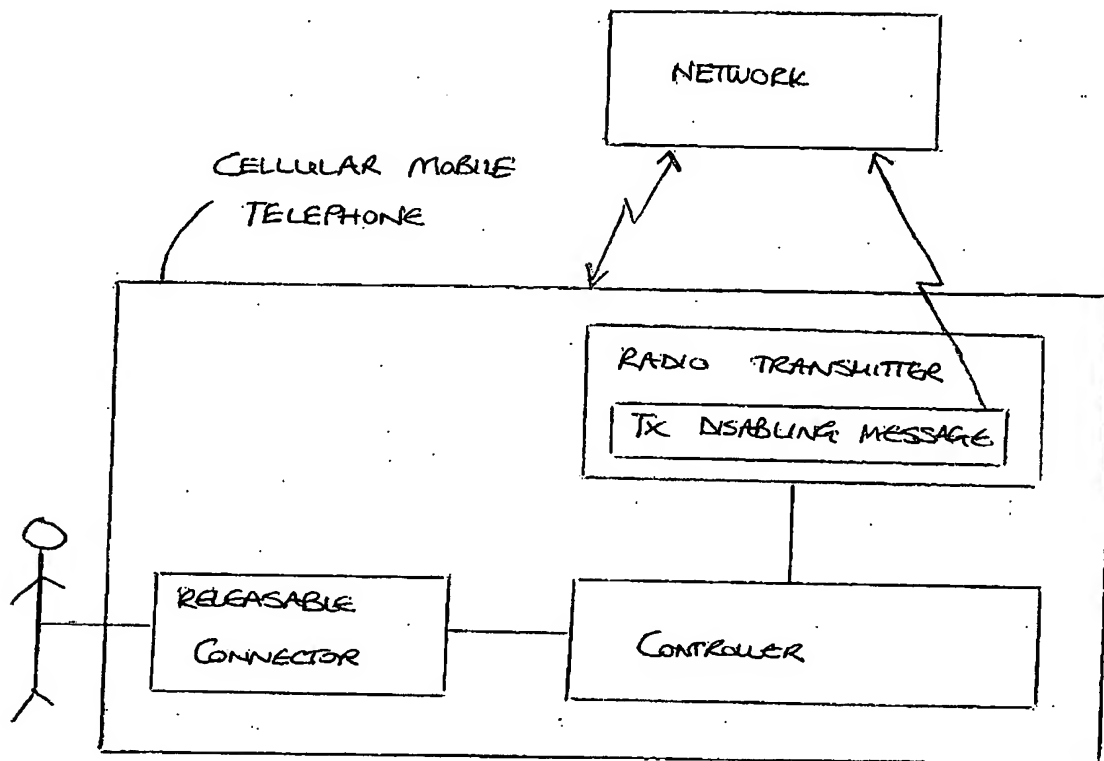 NETWORK
CELLULAR MOBILE
TELEPHONE
RADIO TRANSMITTER
TX DISABLING MESSAGE
RELEASABLE
CONNECTOR
CONTROLLER